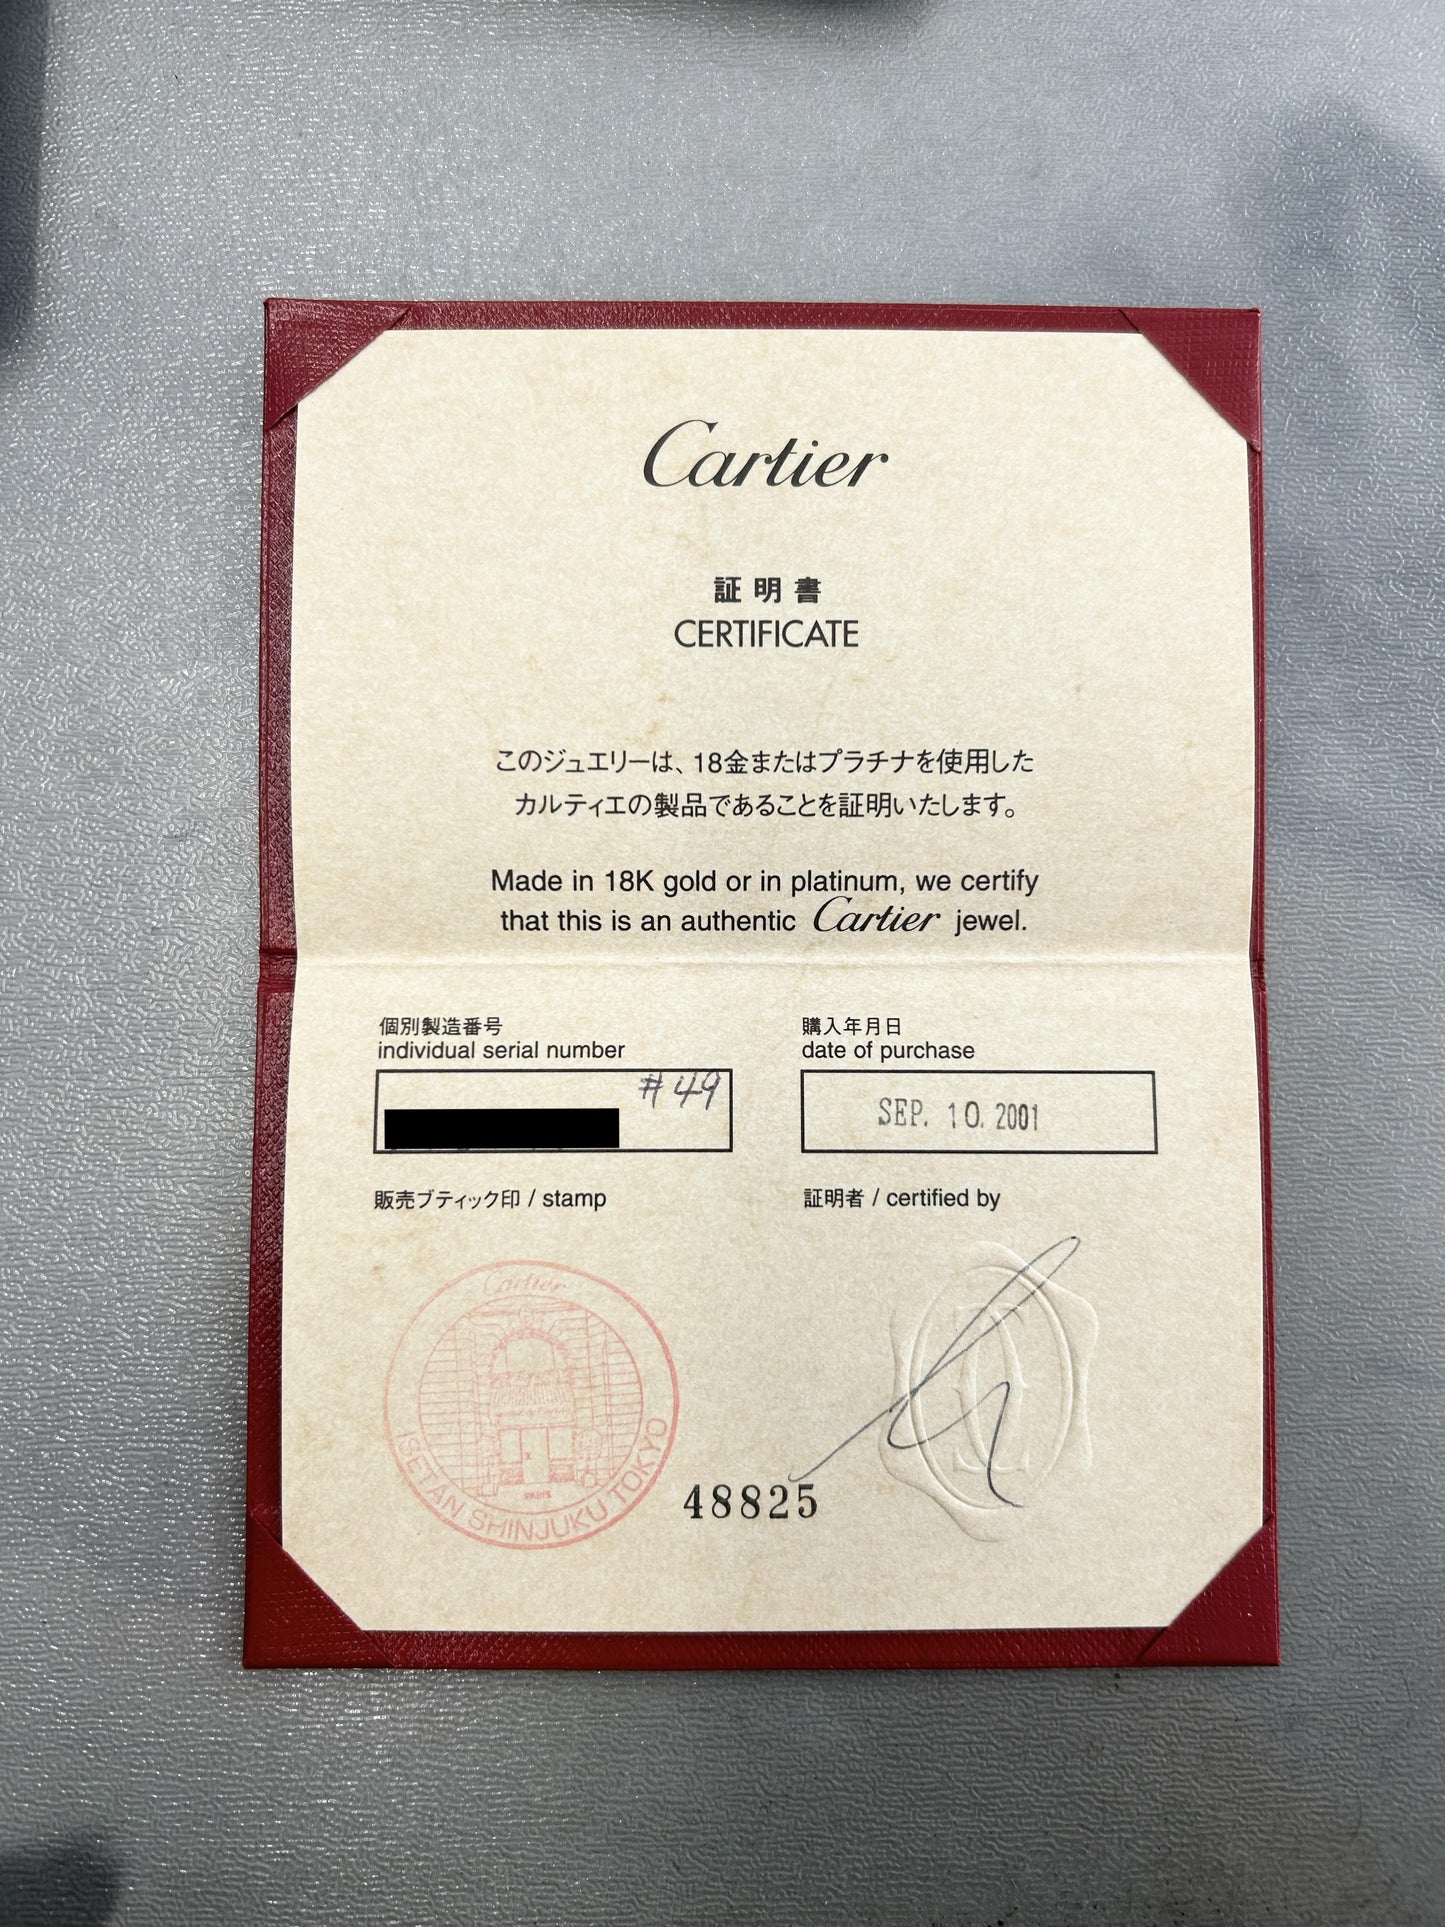 Cartier
証明書
CERTIFICATE
このジュエリーは、18金またはプラチナを使用した
カルティエの製品であることを証明いたします。
Made in 18K gold or in platinum, we certify
that this is an authentic Cartier jewel.
個別製造番号
individual serial number
#49
購入年月日
date of purchase
SEP. 10. 2001
販売ブティック印 / stamp
証明者 / certified by
Cartier
PARIS
ISETAN SHINJUKU TOKYO
48825